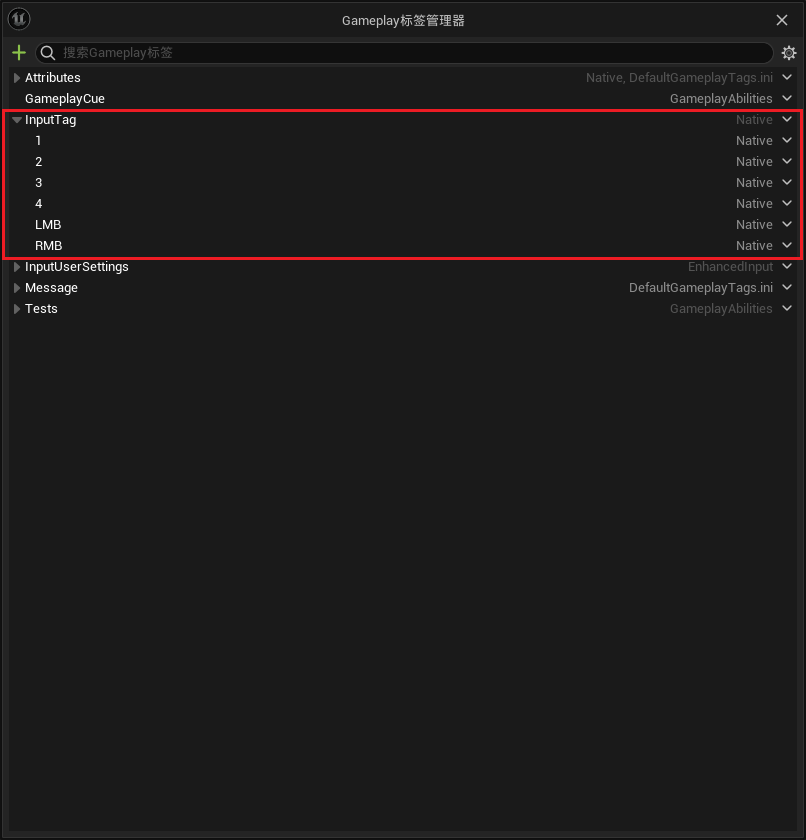 Gameplay标签管理器
搜索Gameplay标签
Attributes Native, DefaultGameplayTags.ini
GameplayCue GameplayAbilities
InputTag Native
1 Native
2 Native
3 Native
4 Native
LMB Native
RMB Native
InputUserSettings EnhancedInput
Message DefaultGameplayTags.ini
Tests GameplayAbilities